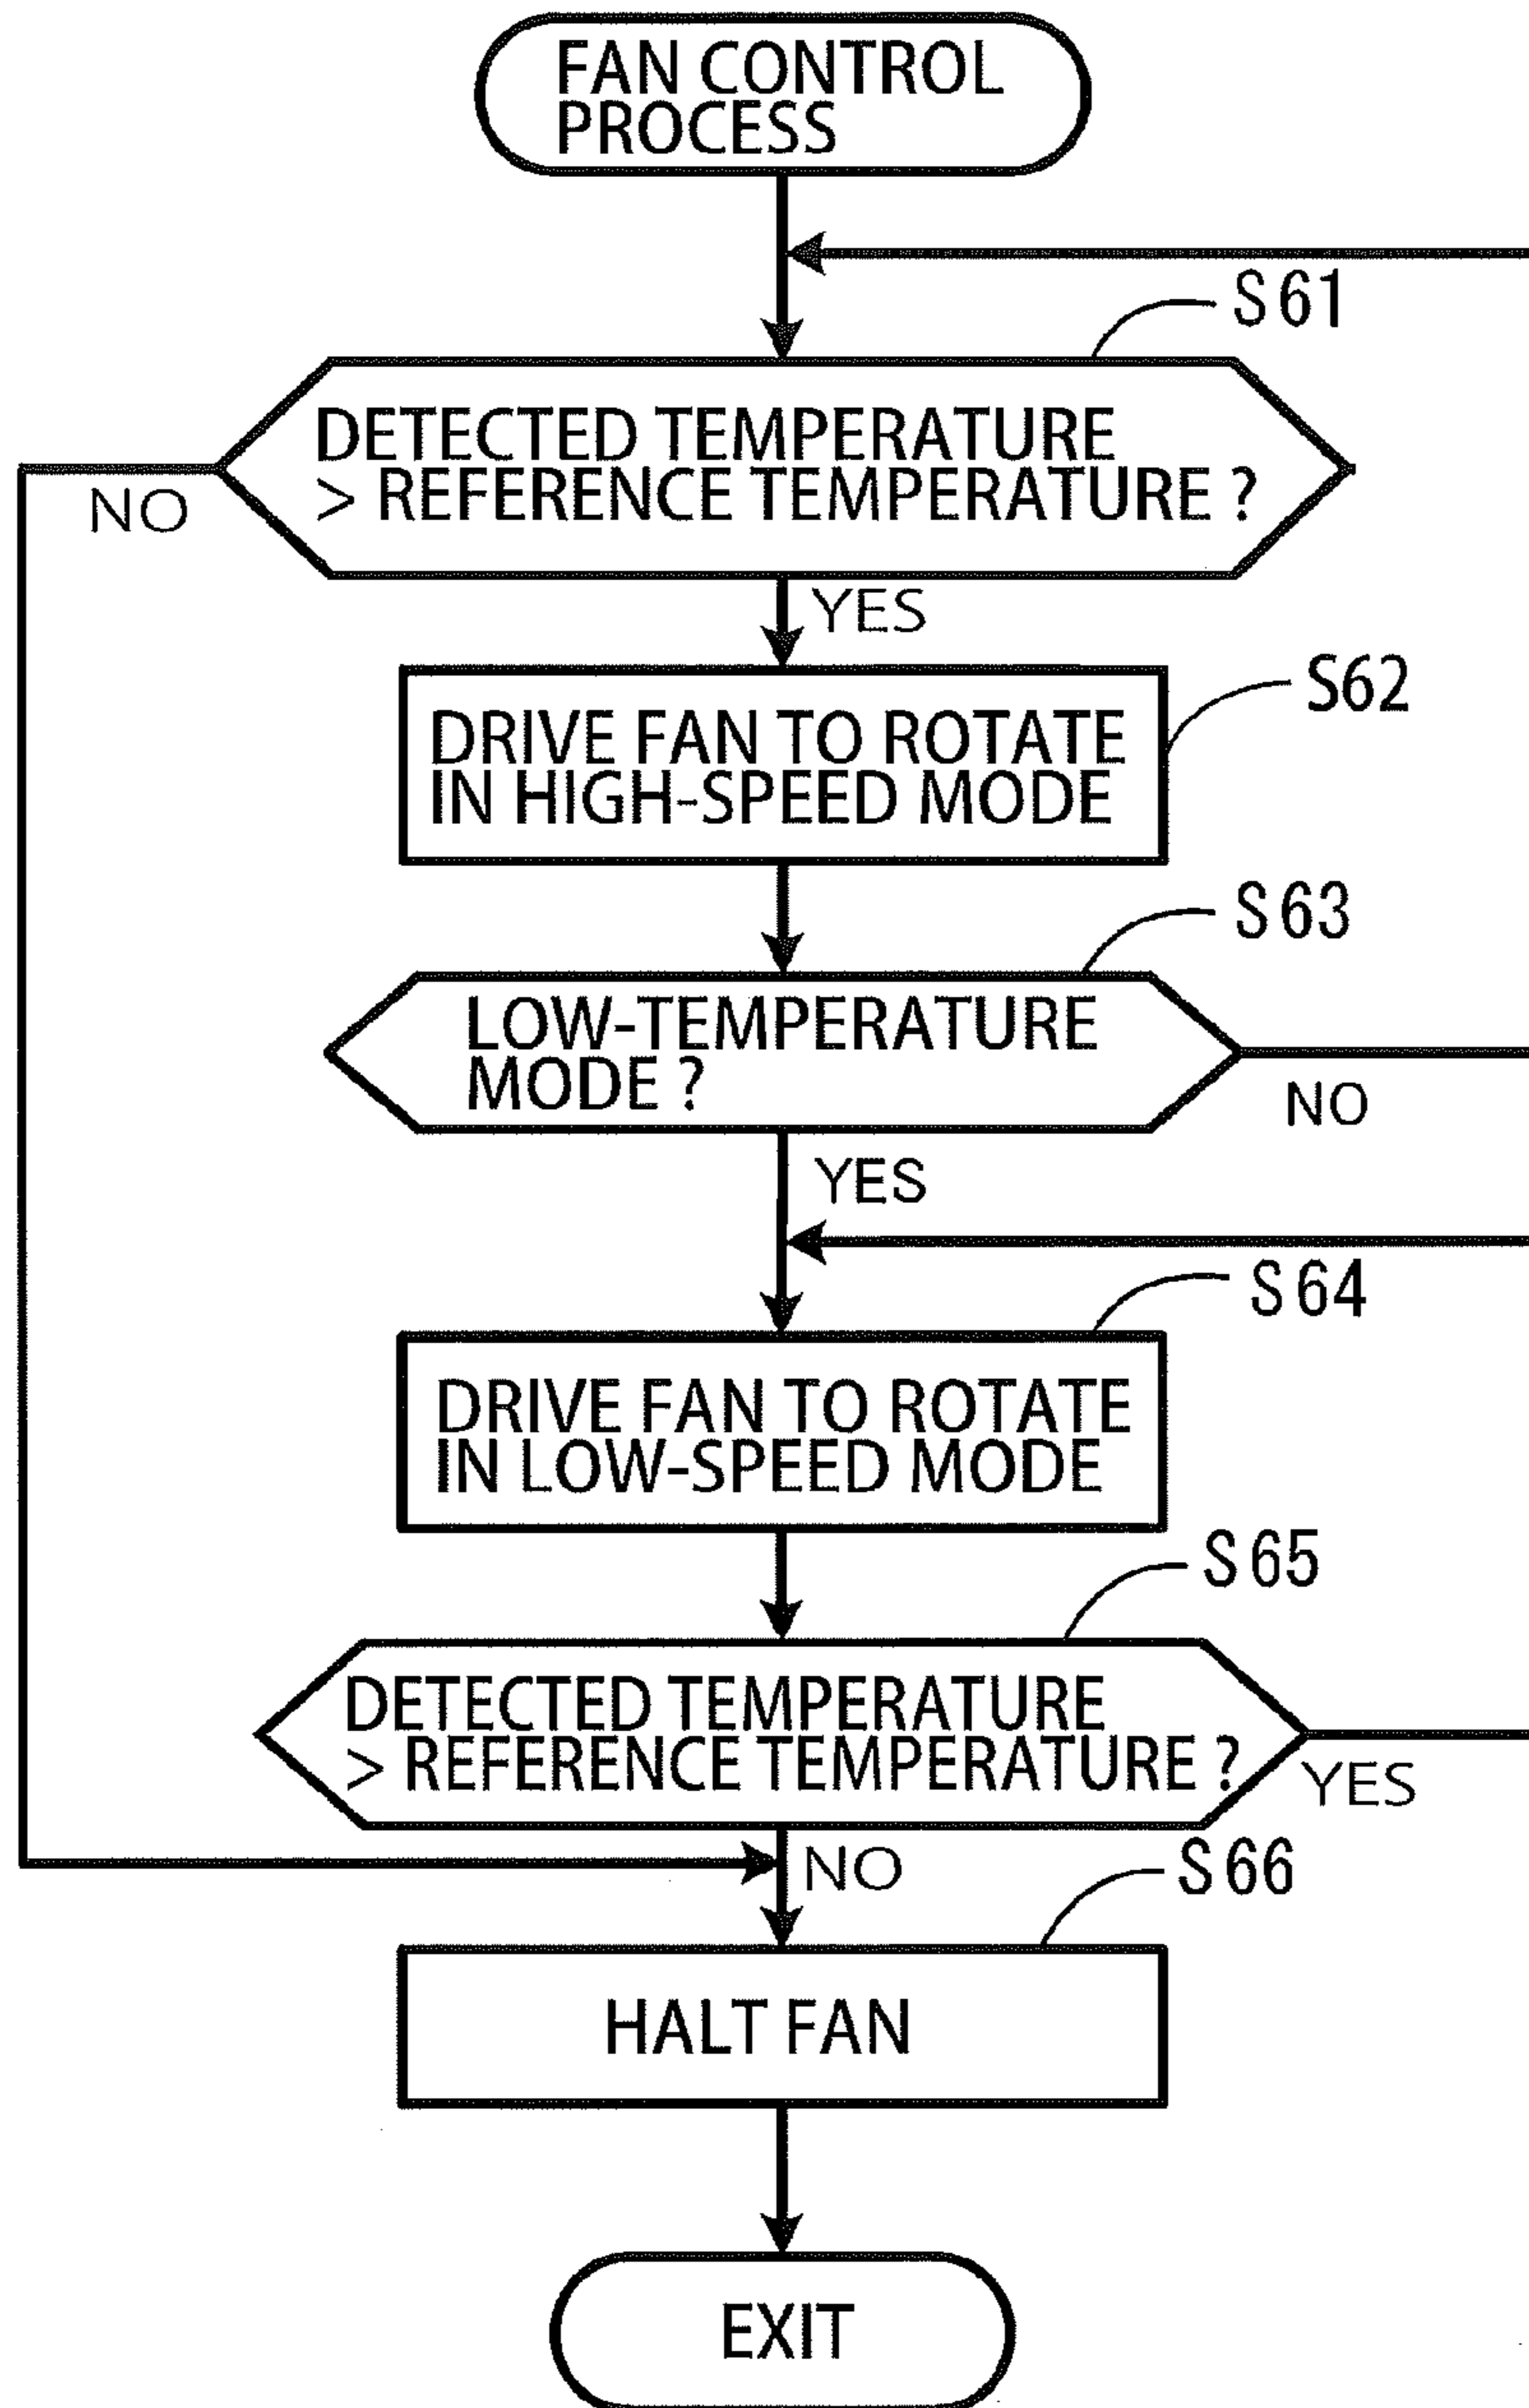 FAN CONTROL
PROCESS
S61
DETECTED TEMPERATURE
> REFERENCE TEMPERATURE ?
NO
YES
S62
DRIVE FAN TO ROTATE
IN HIGH-SPEED MODE
S63
LOW-TEMPERATURE
MODE ?
NO
YES
S64
DRIVE FAN TO ROTATE
IN LOW-SPEED MODE
S65
DETECTED TEMPERATURE
> REFERENCE TEMPERATURE ?
YES
NO
S66
HALT FAN
EXIT